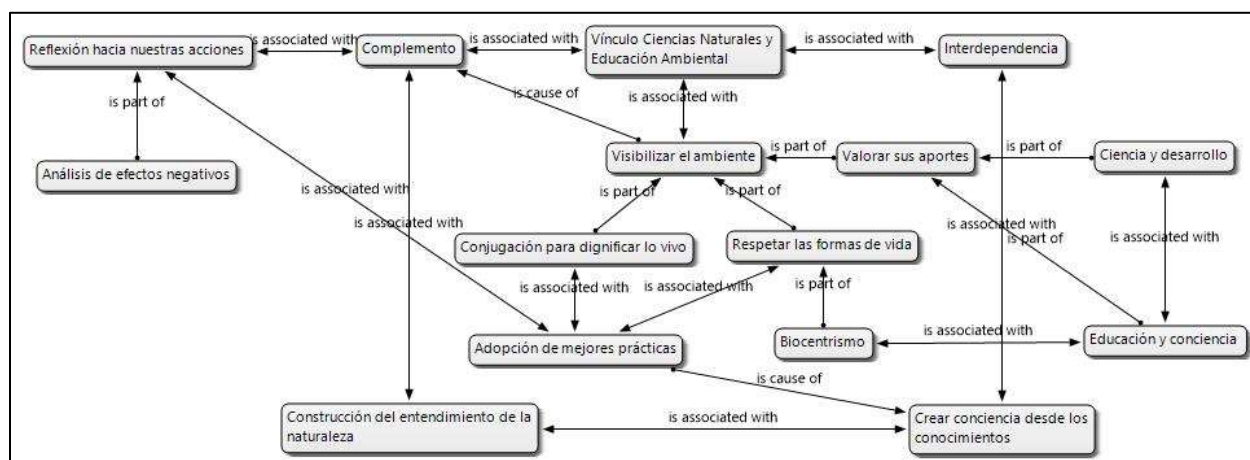 Reflexión hacia nuestras acciones
is associated with
Complemento
is associated with
Vínculo Ciencias Naturales y
Educación Ambiental
is associated with
Interdependencia
is part of
is cause of
is associated with
Análisis de efectos negativos
Visibilizar el ambiente
is part of
Valorar sus aportes
is part of
Ciencia y desarrollo
is associated with
is part of
is part of
is associated with
is associated with
Conjugación para dignificar lo vivo
Respetar las formas de vida
is part of
is associated with
is associated with
is associated with
is part of
Adopción de mejores prácticas
Biocentrismo
is associated with
Educación y conciencia
is cause of
Construcción del entendimiento de la
naturaleza
is associated with
Crear conciencia desde los
conocimientos